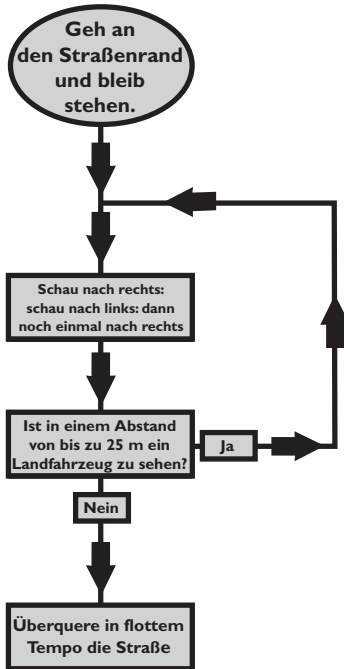 Geh an
den Straßenrand
und bleib
stehen.
Schau nach rechts:
schau nach links: dann
noch einmal nach rechts
Ist in einem Abstand
von bis zu 25 m ein
Landfahrzeug zu sehen?
Ja
Nein
Überquere in flottem
Tempo die Straße